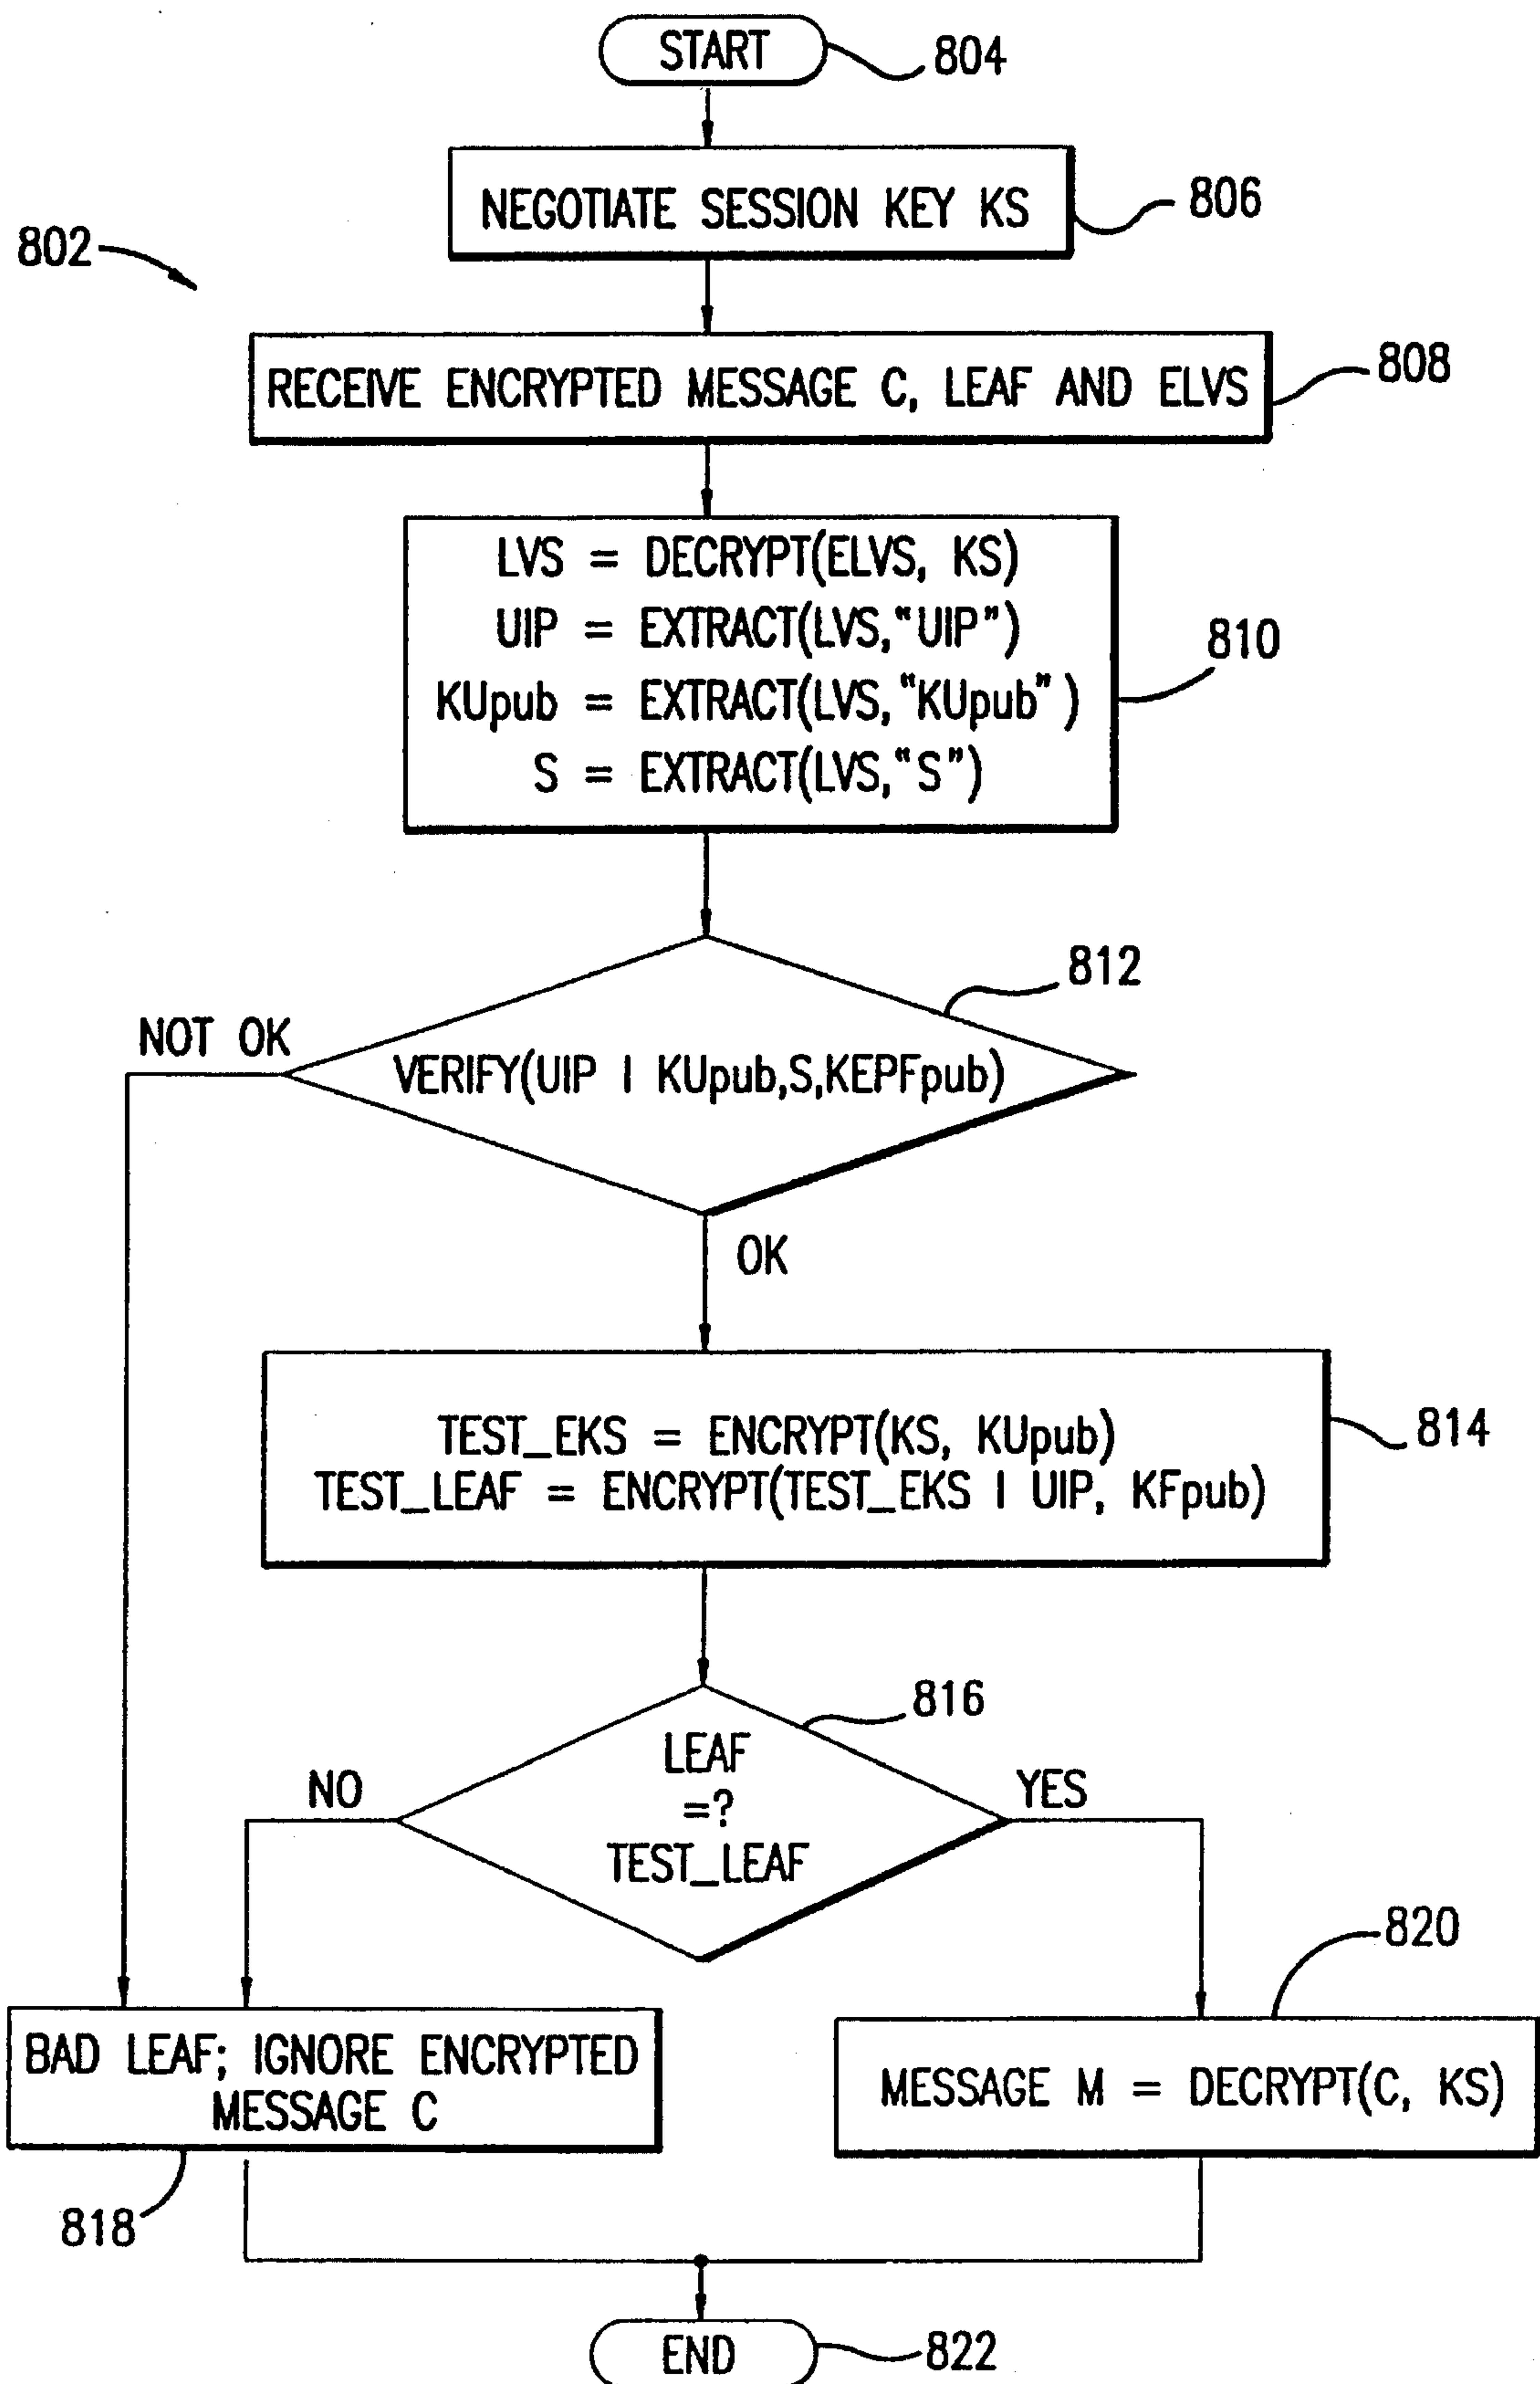 START
804
NEGOTIATE SESSION KEY KS
806
802
RECEIVE ENCRYPTED MESSAGE C, LEAF AND ELVS
808
LVS = DECRYPT(ELVS, KS)
UIP = EXTRACT(LVS,"UIP")
KUpub = EXTRACT(LVS,"KUpub")
S = EXTRACT(LVS,"S")
810
812
NOT OK
VERIFY(UIP | KUpub,S,KEPFpub)
OK
TEST_EKS = ENCRYPT(KS, KUpub)
TEST_LEAF = ENCRYPT(TEST_EKS | UIP, KFpub)
814
816
LEAF
=?
TEST_LEAF
NO
YES
820
BAD LEAF; IGNORE ENCRYPTED
MESSAGE C
MESSAGE M = DECRYPT(C, KS)
818
END
822